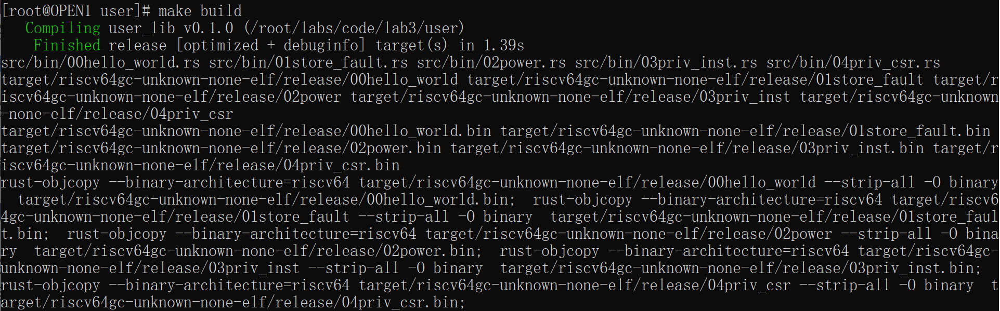 [root@OPEN1 user]# make build
   Compiling user_lib v0.1.0 (/root/labs/code/lab3/user)
    Finished release [optimized + debuginfo] target(s) in 1.39s
src/bin/00hello_world.rs src/bin/01store_fault.rs src/bin/02power.rs src/bin/03priv_inst.rs src/bin/04priv_csr.rs
target/riscv64gc-unknown-none-elf/release/00hello_world target/riscv64gc-unknown-none-elf/release/01store_fault target/r
iscv64gc-unknown-none-elf/release/02power target/riscv64gc-unknown-none-elf/release/03priv_inst target/riscv64gc-unknown
-none-elf/release/04priv_csr
target/riscv64gc-unknown-none-elf/release/00hello_world.bin target/riscv64gc-unknown-none-elf/release/01store_fault.bin
target/riscv64gc-unknown-none-elf/release/02power.bin target/riscv64gc-unknown-none-elf/release/03priv_inst.bin target/r
iscv64gc-unknown-none-elf/release/04priv_csr.bin
rust-objcopy --binary-architecture=riscv64 target/riscv64gc-unknown-none-elf/release/00hello_world --strip-all -O binary
  target/riscv64gc-unknown-none-elf/release/00hello_world.bin;  rust-objcopy --binary-architecture=riscv64 target/riscv6
4gc-unknown-none-elf/release/01store_fault --strip-all -O binary  target/riscv64gc-unknown-none-elf/release/01store_faul
t.bin;  rust-objcopy --binary-architecture=riscv64 target/riscv64gc-unknown-none-elf/release/02power --strip-all -O bina
ry  target/riscv64gc-unknown-none-elf/release/02power.bin;  rust-objcopy --binary-architecture=riscv64 target/riscv64gc-
unknown-none-elf/release/03priv_inst --strip-all -O binary  target/riscv64gc-unknown-none-elf/release/03priv_inst.bin;
rust-objcopy --binary-architecture=riscv64 target/riscv64gc-unknown-none-elf/release/04priv_csr --strip-all -O binary  t
arget/riscv64gc-unknown-none-elf/release/04priv_csr.bin;